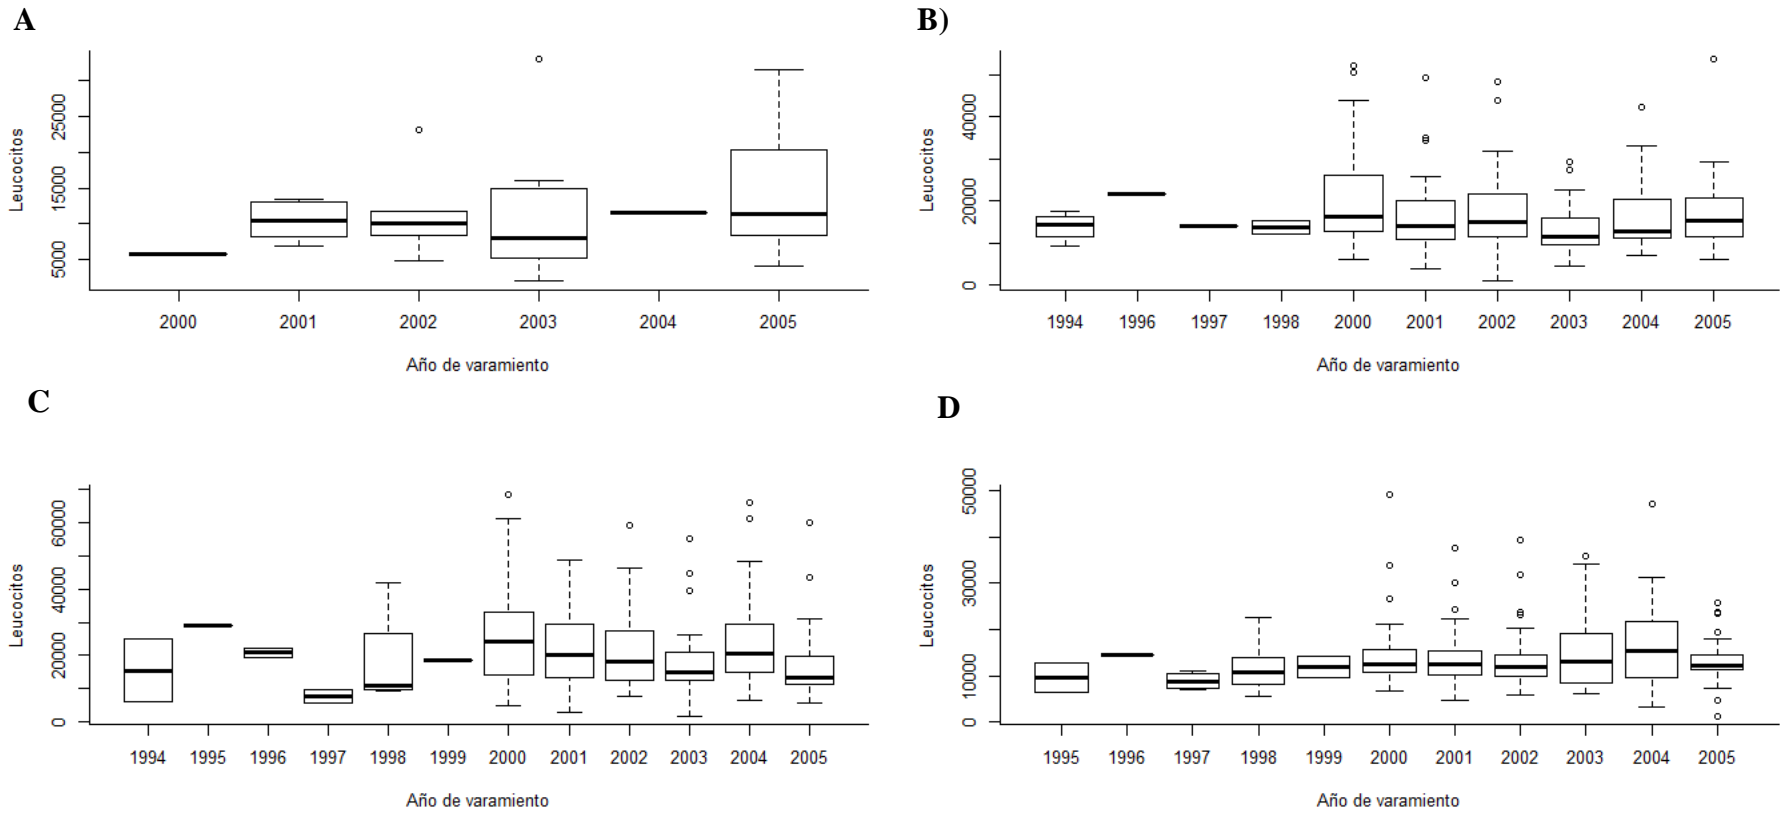 A
B)
Leucocitos
5000
15000
25000
2000 2001 2002 2003 2004 2005
Año de varamiento
Leucocitos
0
20000
40000
1994 1996 1997 1998 2000 2001 2002 2003 2004 2005
Año de varamiento
C
D
Leucocitos
0
20000
40000
60000
1994 1995 1996 1997 1998 1999 2000 2001 2002 2003 2004 2005
Año de varamiento
Leucocitos
0
10000
30000
50000
1995 1996 1997 1998 1999 2000 2001 2002 2003 2004 2005
Año de varamiento